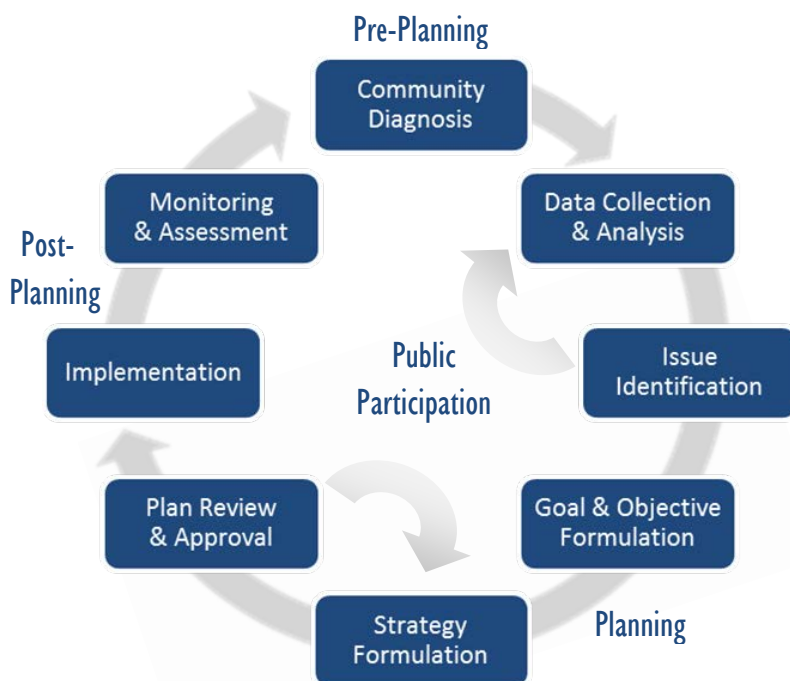 Pre-Planning
Community
Diagnosis
Monitoring
& Assessment
Data Collection
& Analysis
Post-
Planning
Implementation
Public
Participation
Issue
Identification
Plan Review
& Approval
Goal & Objective
Formulation
Strategy
Formulation
Planning